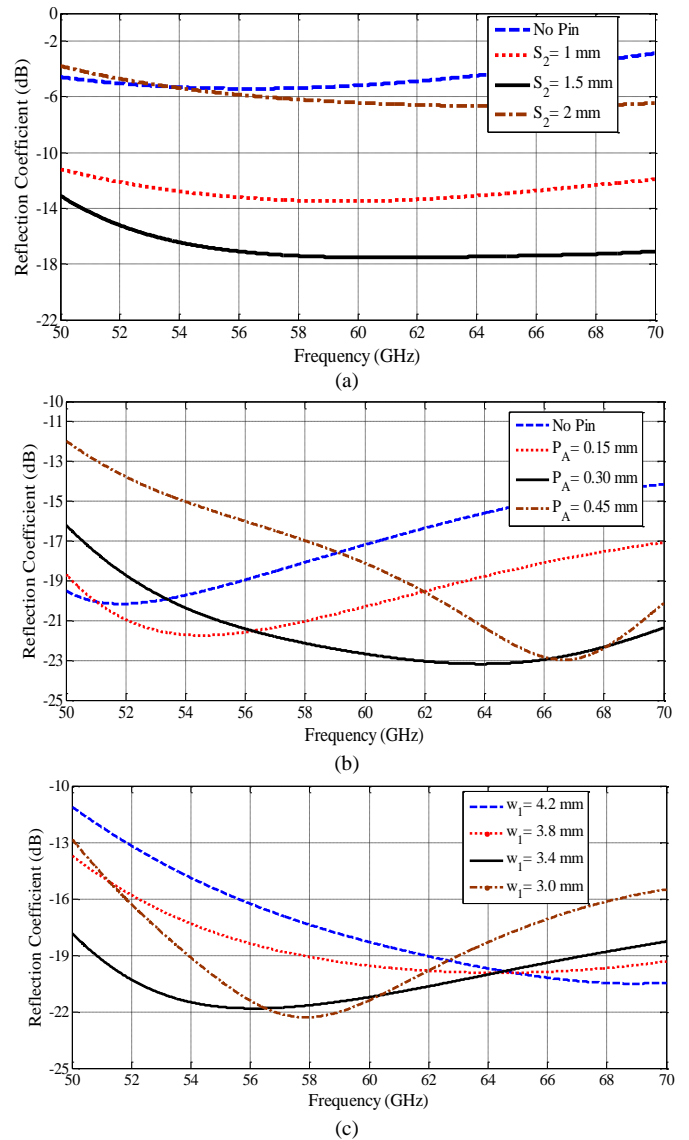 0
-2
-6
-10
-14
-18
-22
Reflection Coefficient (dB)
No Pin
S2= 1 mm
S2= 1.5 mm
S2= 2 mm
50 52 54 56 58 60 62 64 66 68 70
Frequency (GHz)
(a)
-10
-11
-13
-15
-17
-19
-21
-23
-25
Reflection Coefficient (dB)
No Pin
PA= 0.15 mm
PA= 0.30 mm
PA= 0.45 mm
50 52 54 56 58 60 62 64 66 68 70
Frequency (GHz)
(b)
-10
-13
-16
-19
-22
-25
Reflection Coefficient (dB)
w1= 4.2 mm
w1= 3.8 mm
w1= 3.4 mm
w1= 3.0 mm
50 52 54 56 58 60 62 64 66 68 70
Frequency (GHz)
(c)